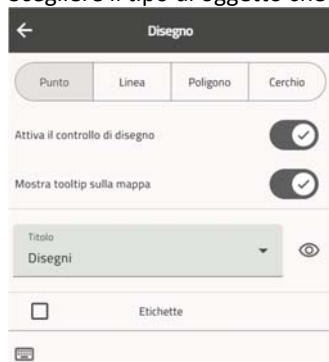 Scegliere il tipo di oggetto che
Disegno
Punto Linea Poligono Cerchio
Attiva il controllo di disegno
Mostra tooltip sulla mappa
Titolo
Disegni
Etichette